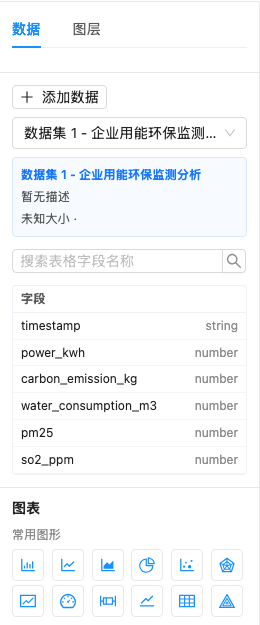 数据 图层
添加数据
数据集 1 - 企业用能环保监测...
数据集 1 - 企业用能环保监测分析
暂无描述
未知大小 ·
搜索表格字段名称
字段
timestamp string
power_kwh number
carbon_emission_kg number
water_consumption_m3 number
pm25 number
so2_ppm number
图表
常用图形